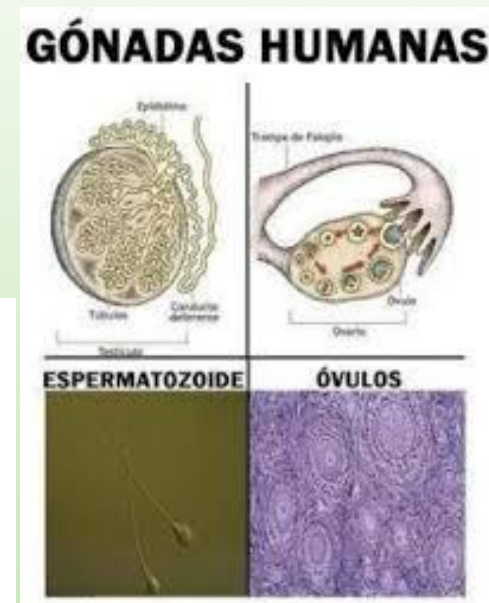 GÓNADAS HUMANAS
Epidídimo
Trompa de Falopio
Túbulos
Conducto
deferente
Testículo
Óvulo
Ovario
ESPERMATOZOIDE
ÓVULOS